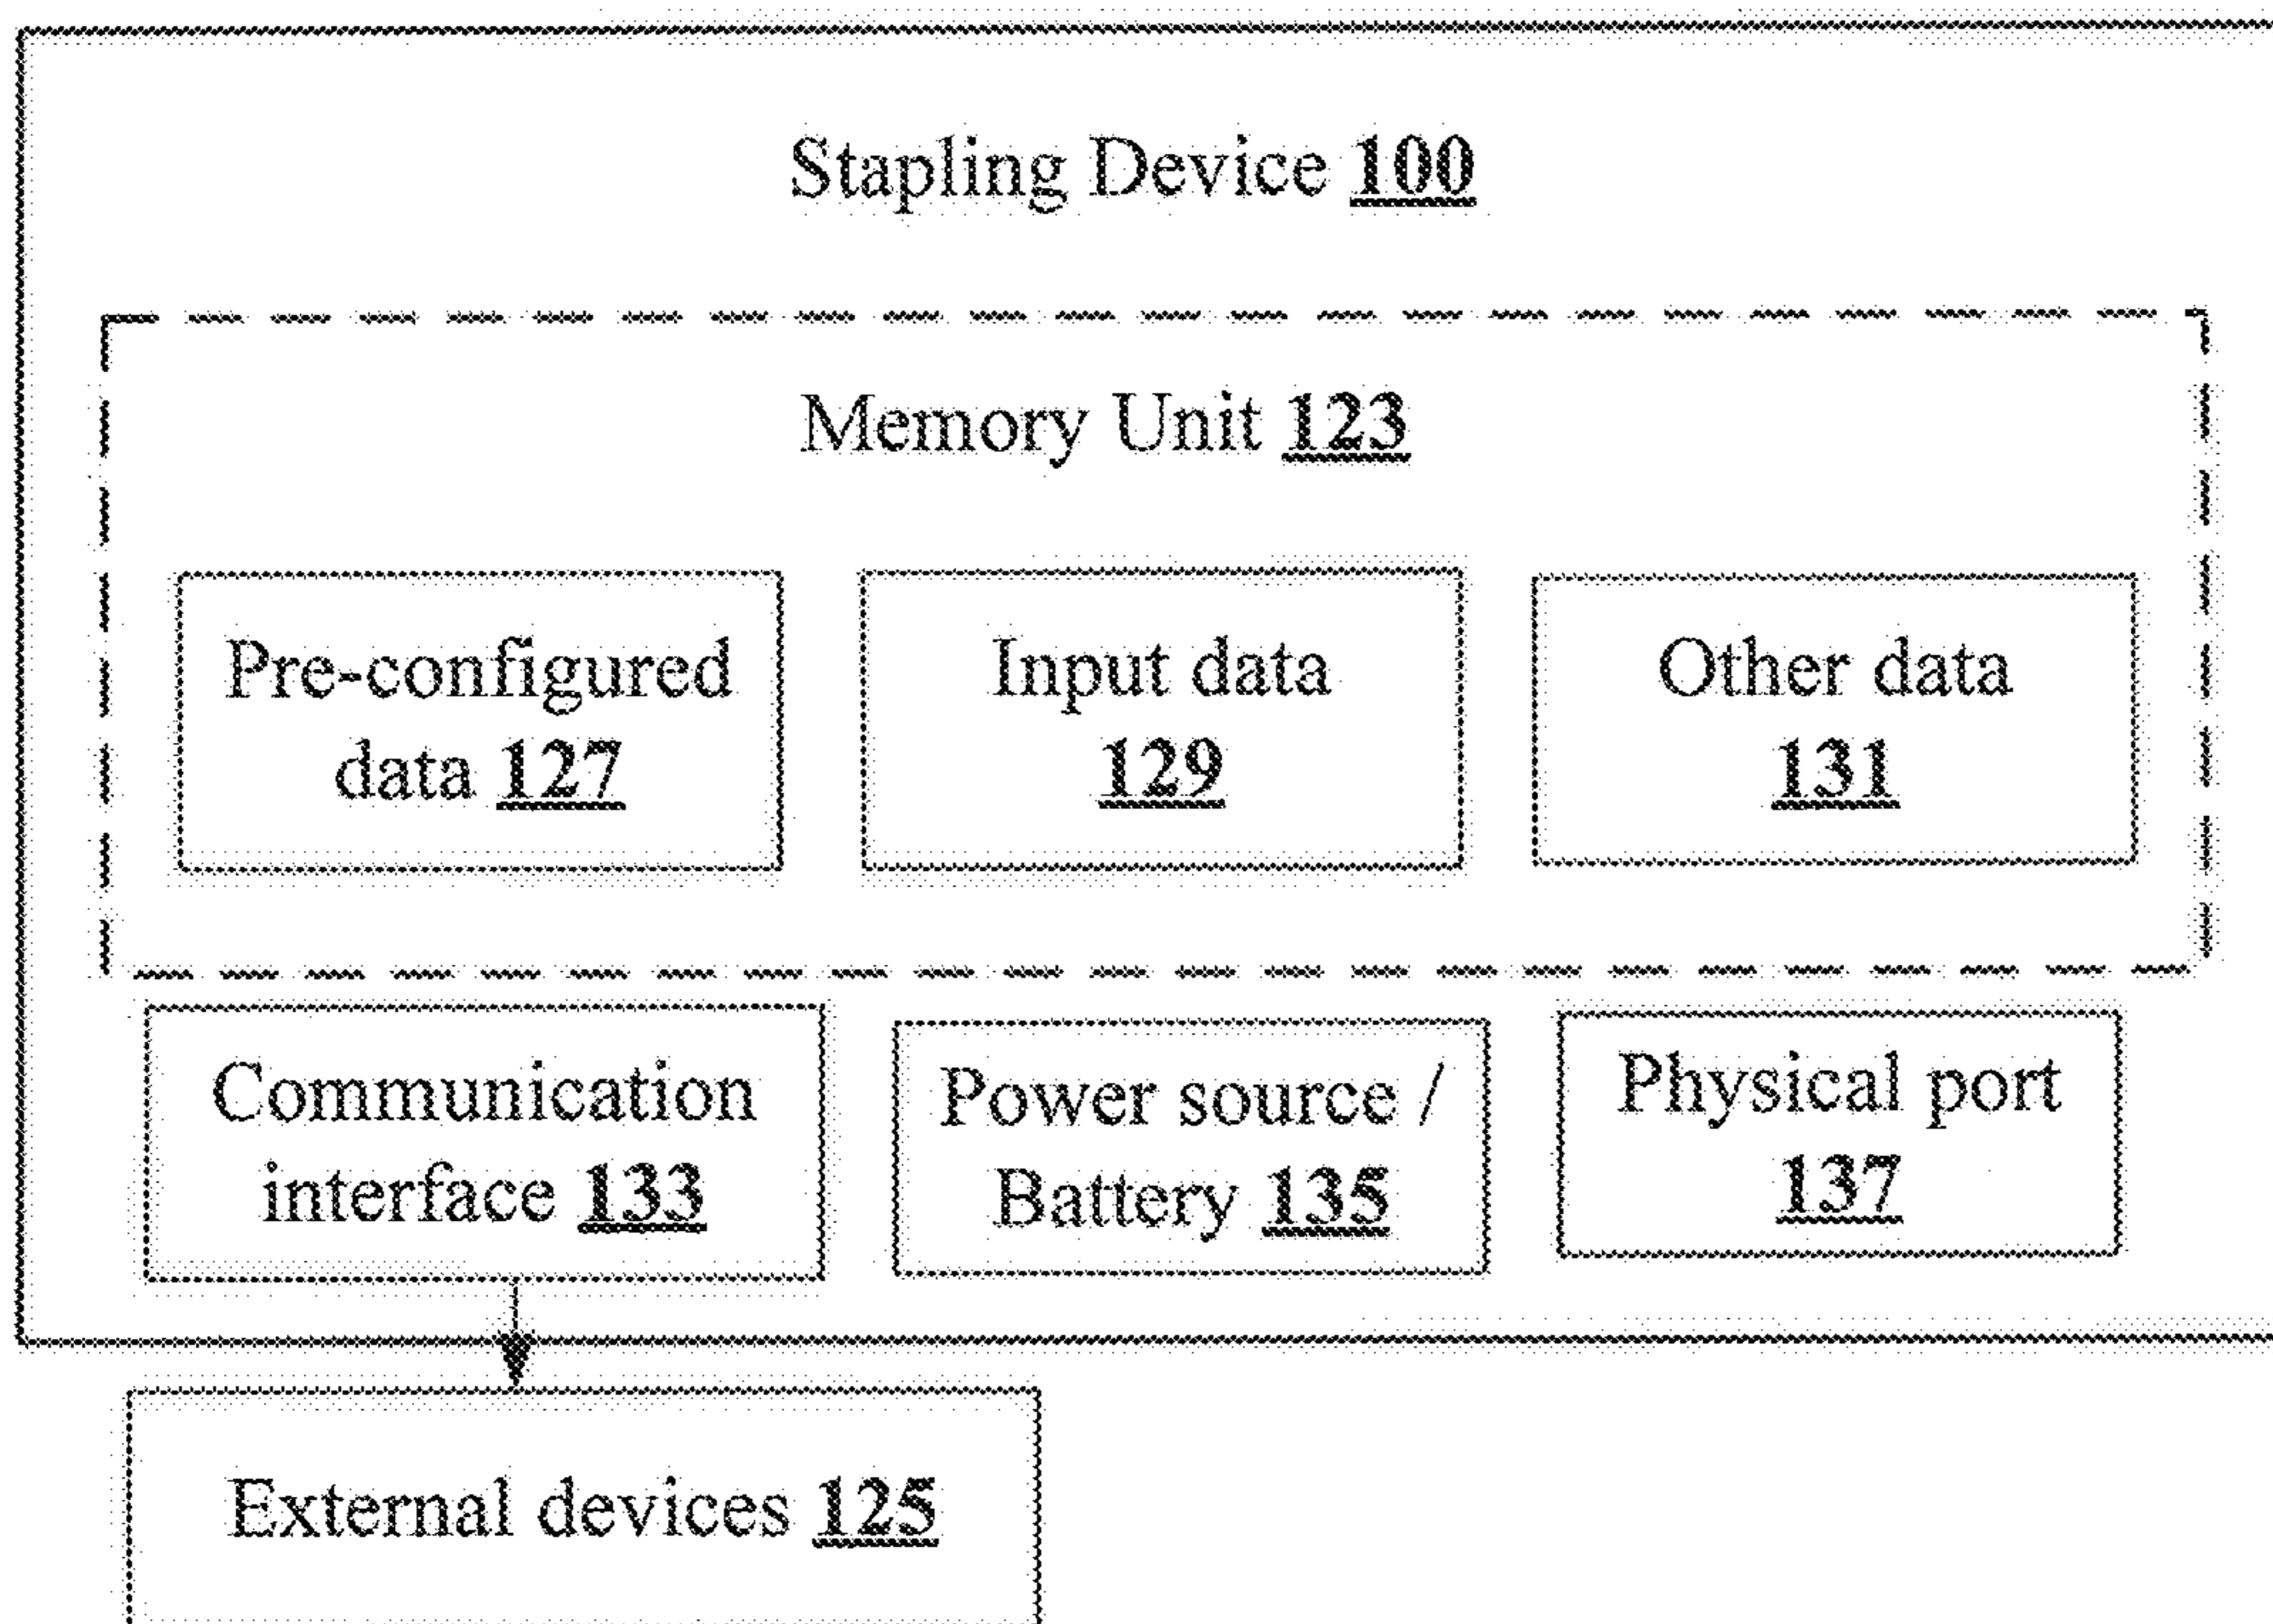 Stapling Device 100
Memory Unit 123
Pre-configured
data 127
Input data
129
Other data
131
Communication
interface 133
Power source /
Battery 135
Physical port
137
External devices 125